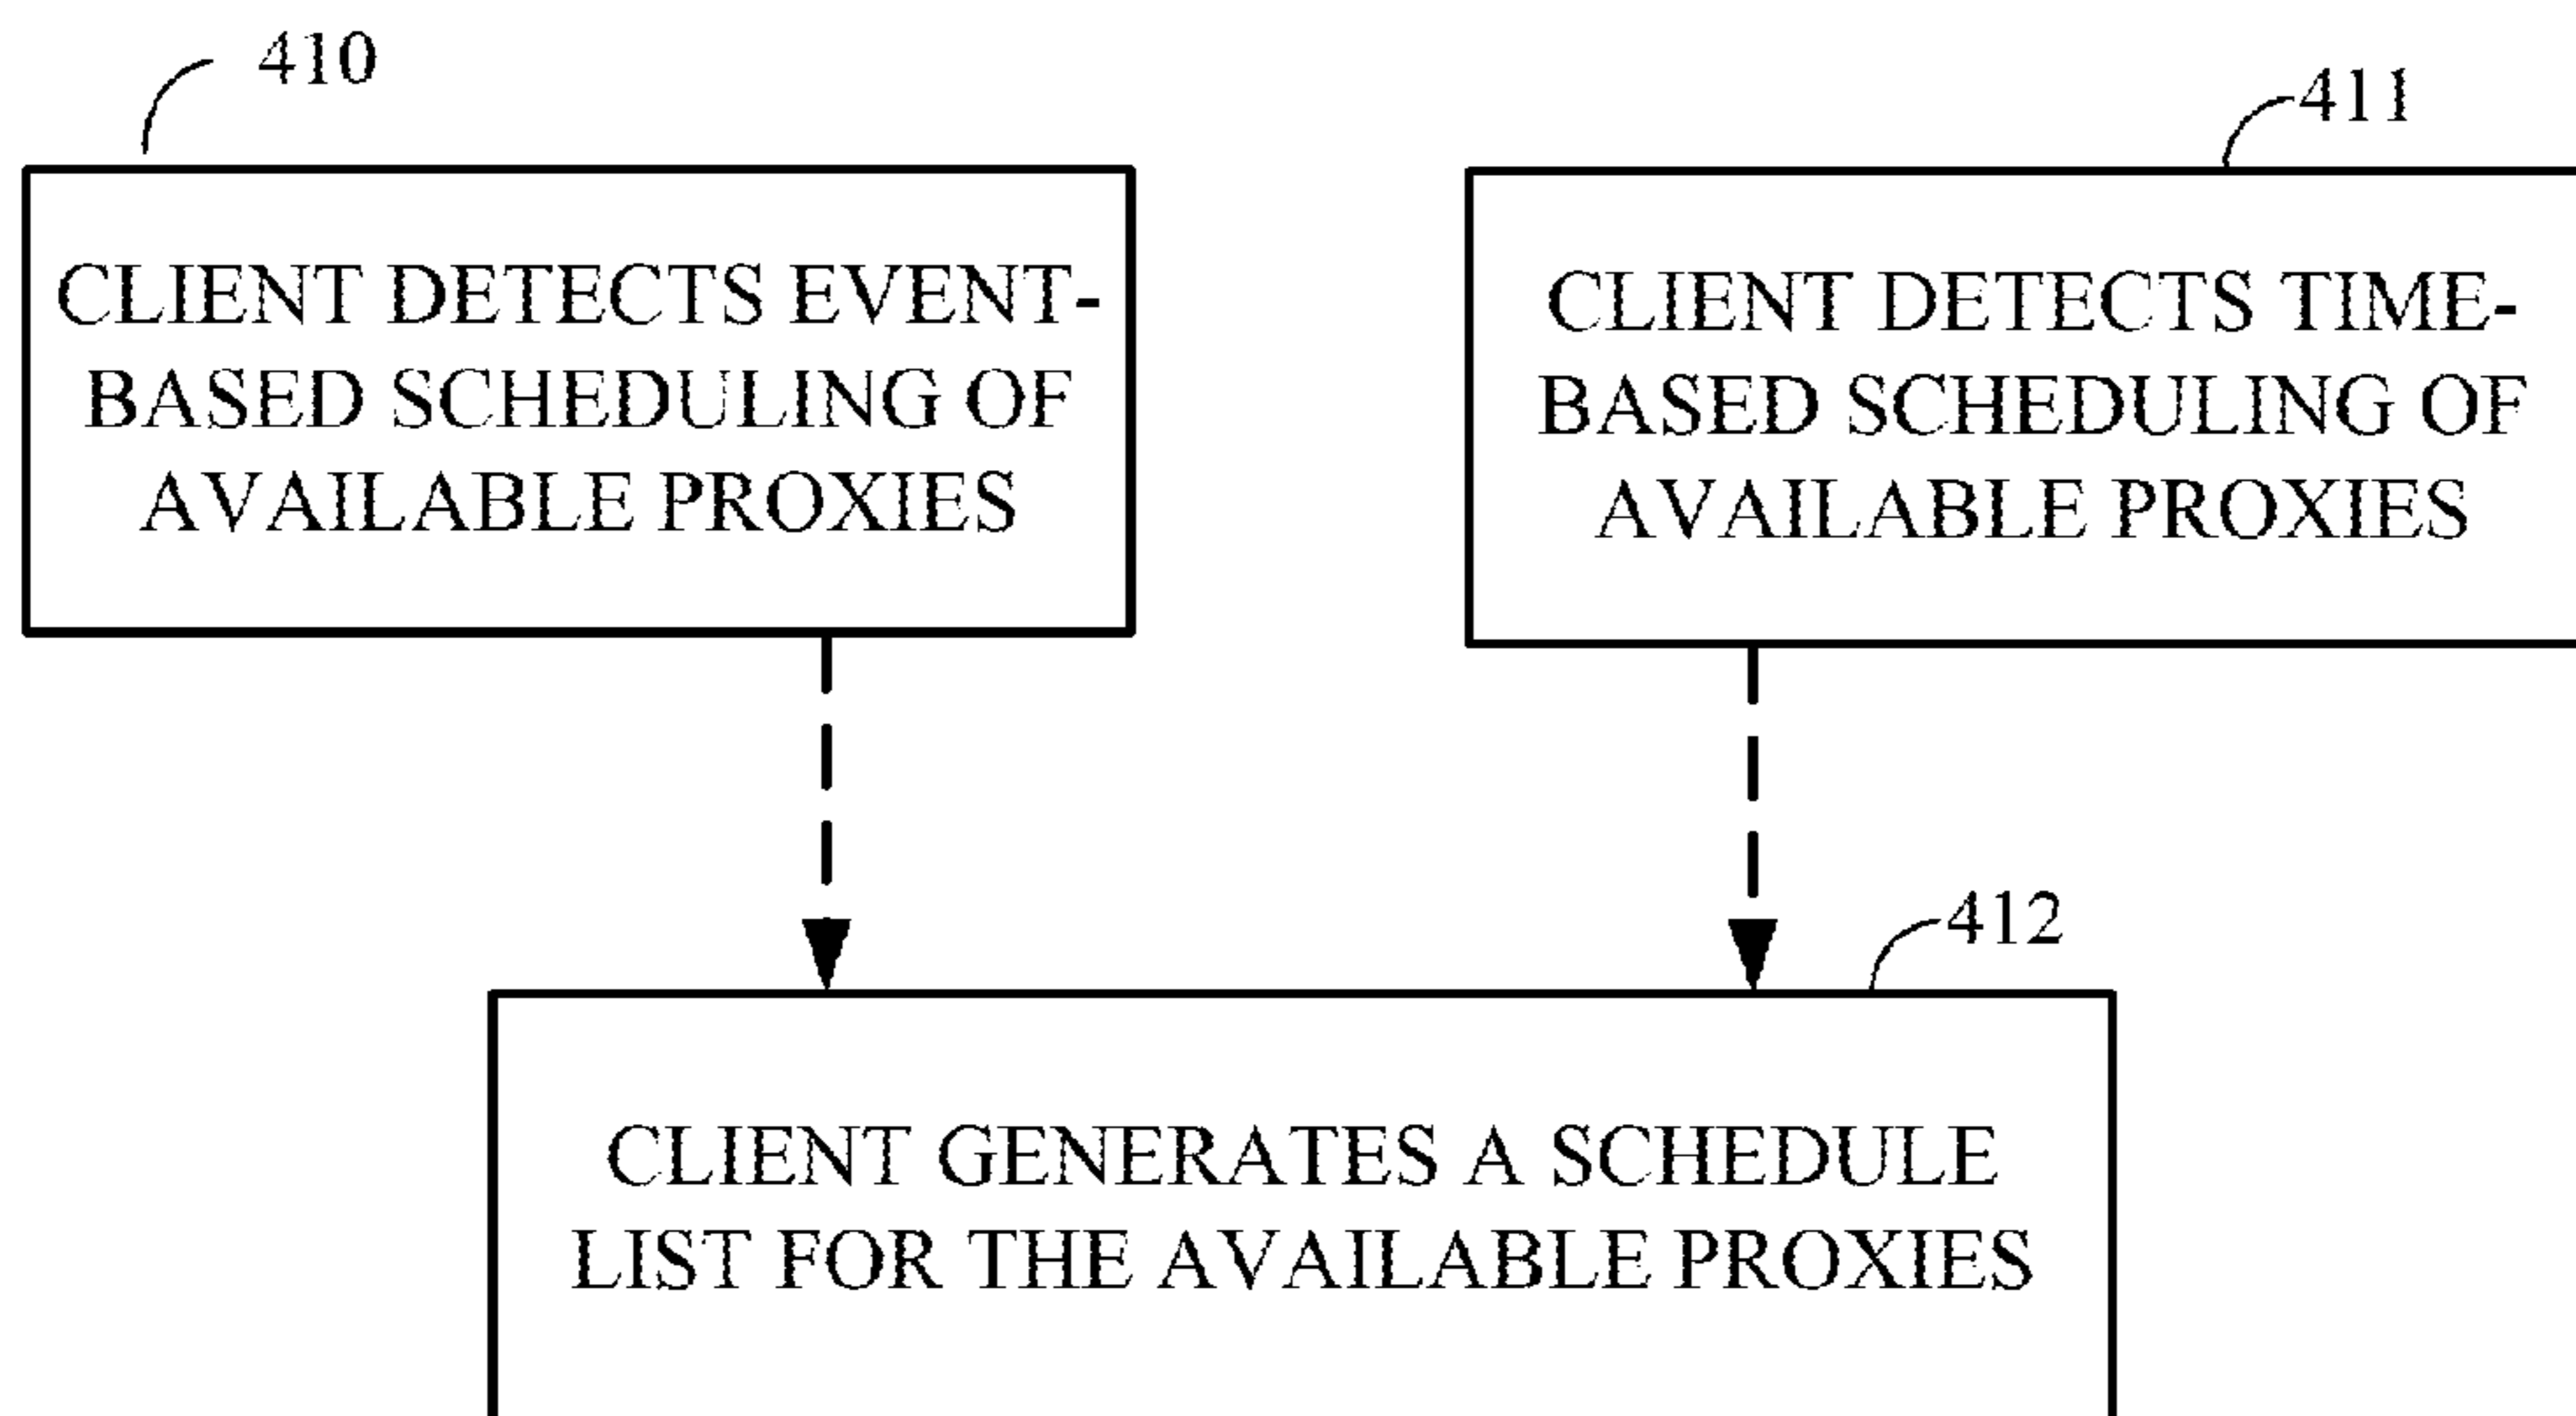 410
CLIENT DETECTS EVENT-
BASED SCHEDULING OF
AVAILABLE PROXIES
411
CLIENT DETECTS TIME-
BASED SCHEDULING OF
AVAILABLE PROXIES
412
CLIENT GENERATES A SCHEDULE
LIST FOR THE AVAILABLE PROXIES